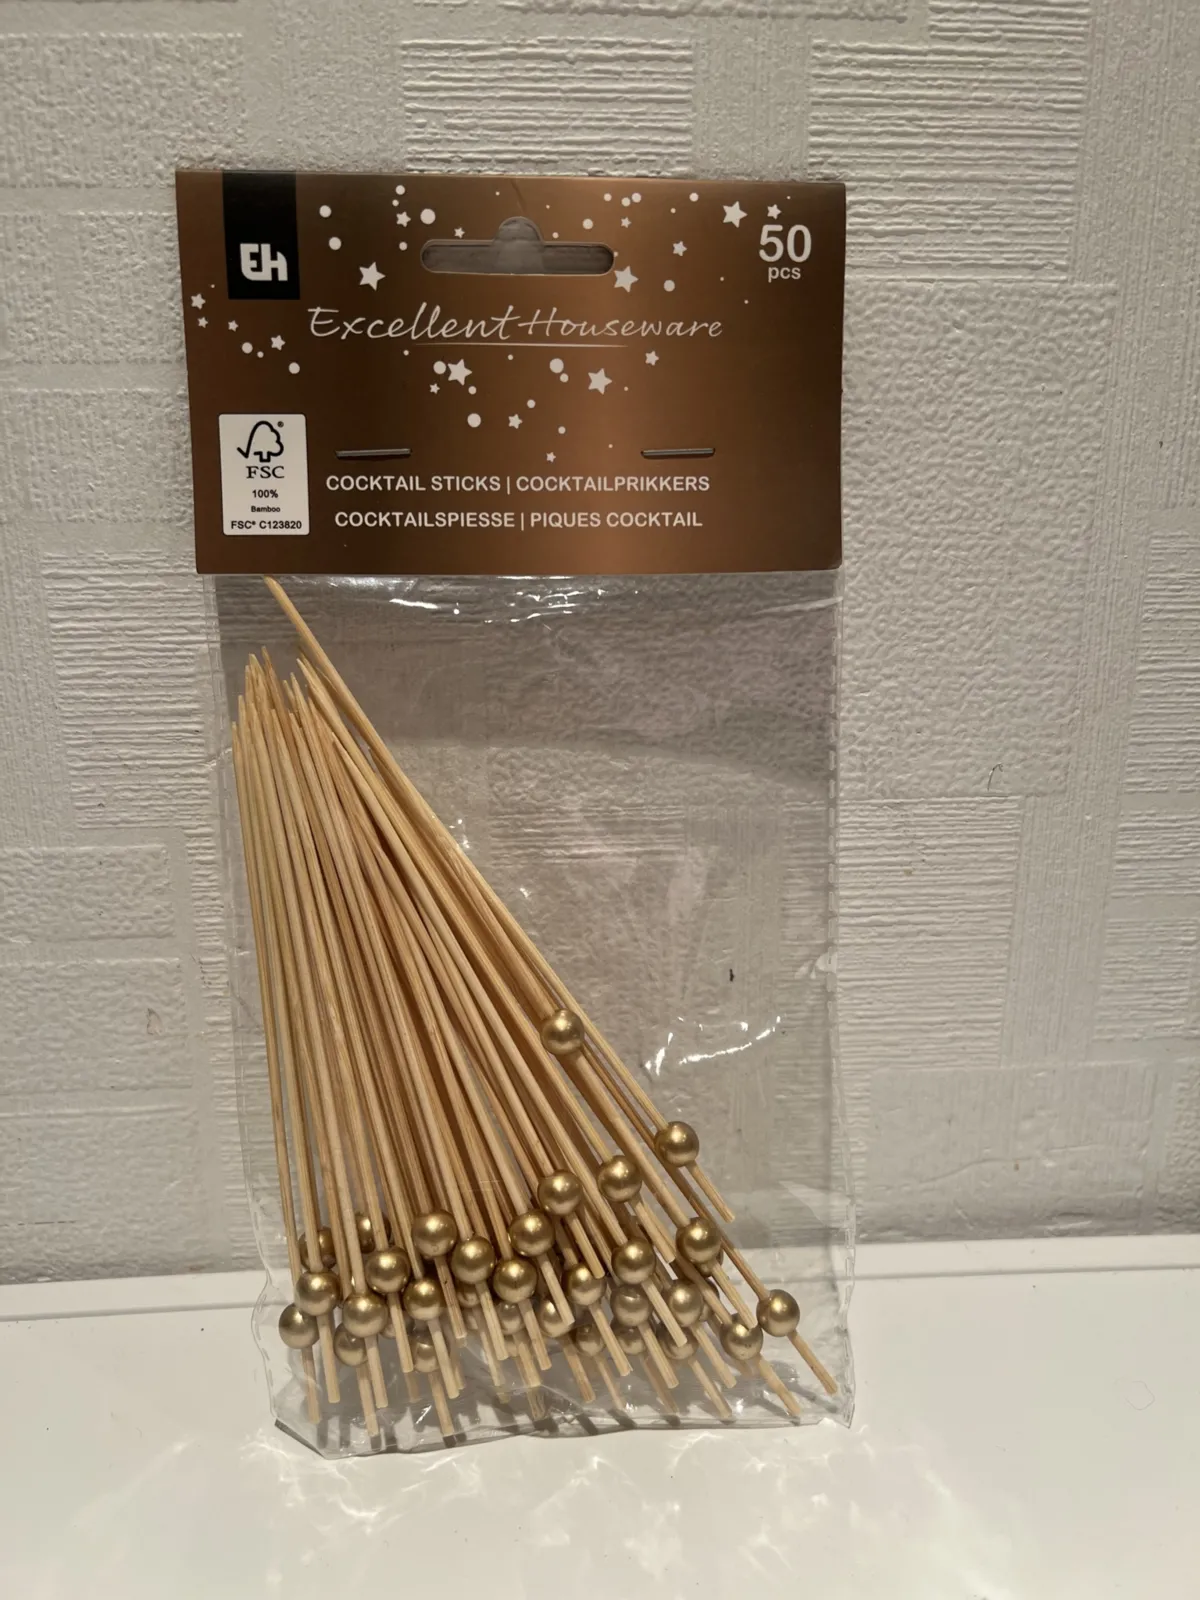 Eh
50
pcs
Excellent Houseware
FSC
100%
Bamboo
FSC® C123820
COCKTAIL STICKS | COCKTAILPRIKKERS
COCKTAILSPIESSE | PIQUES COCKTAIL